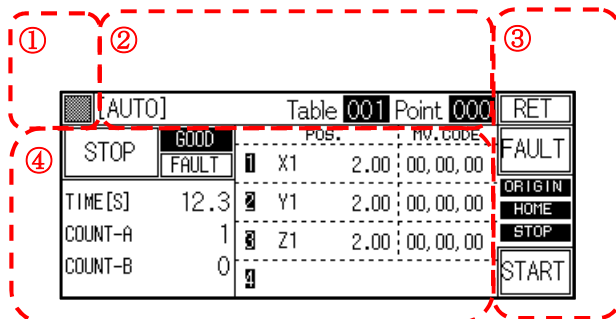 ① ② ③
[AUTO] Table 001 Point 000 RET
STOP GOOD POS. MV.CODE FAULT
FAULT 1 X1 2.00 00,00,00
④
TIME[S] 12.3 2 Y1 2.00 00,00,00 ORIGIN
HOME
COUNT-A 1 3 Z1 2.00 00,00,00 STOP
COUNT-B 0 4 START